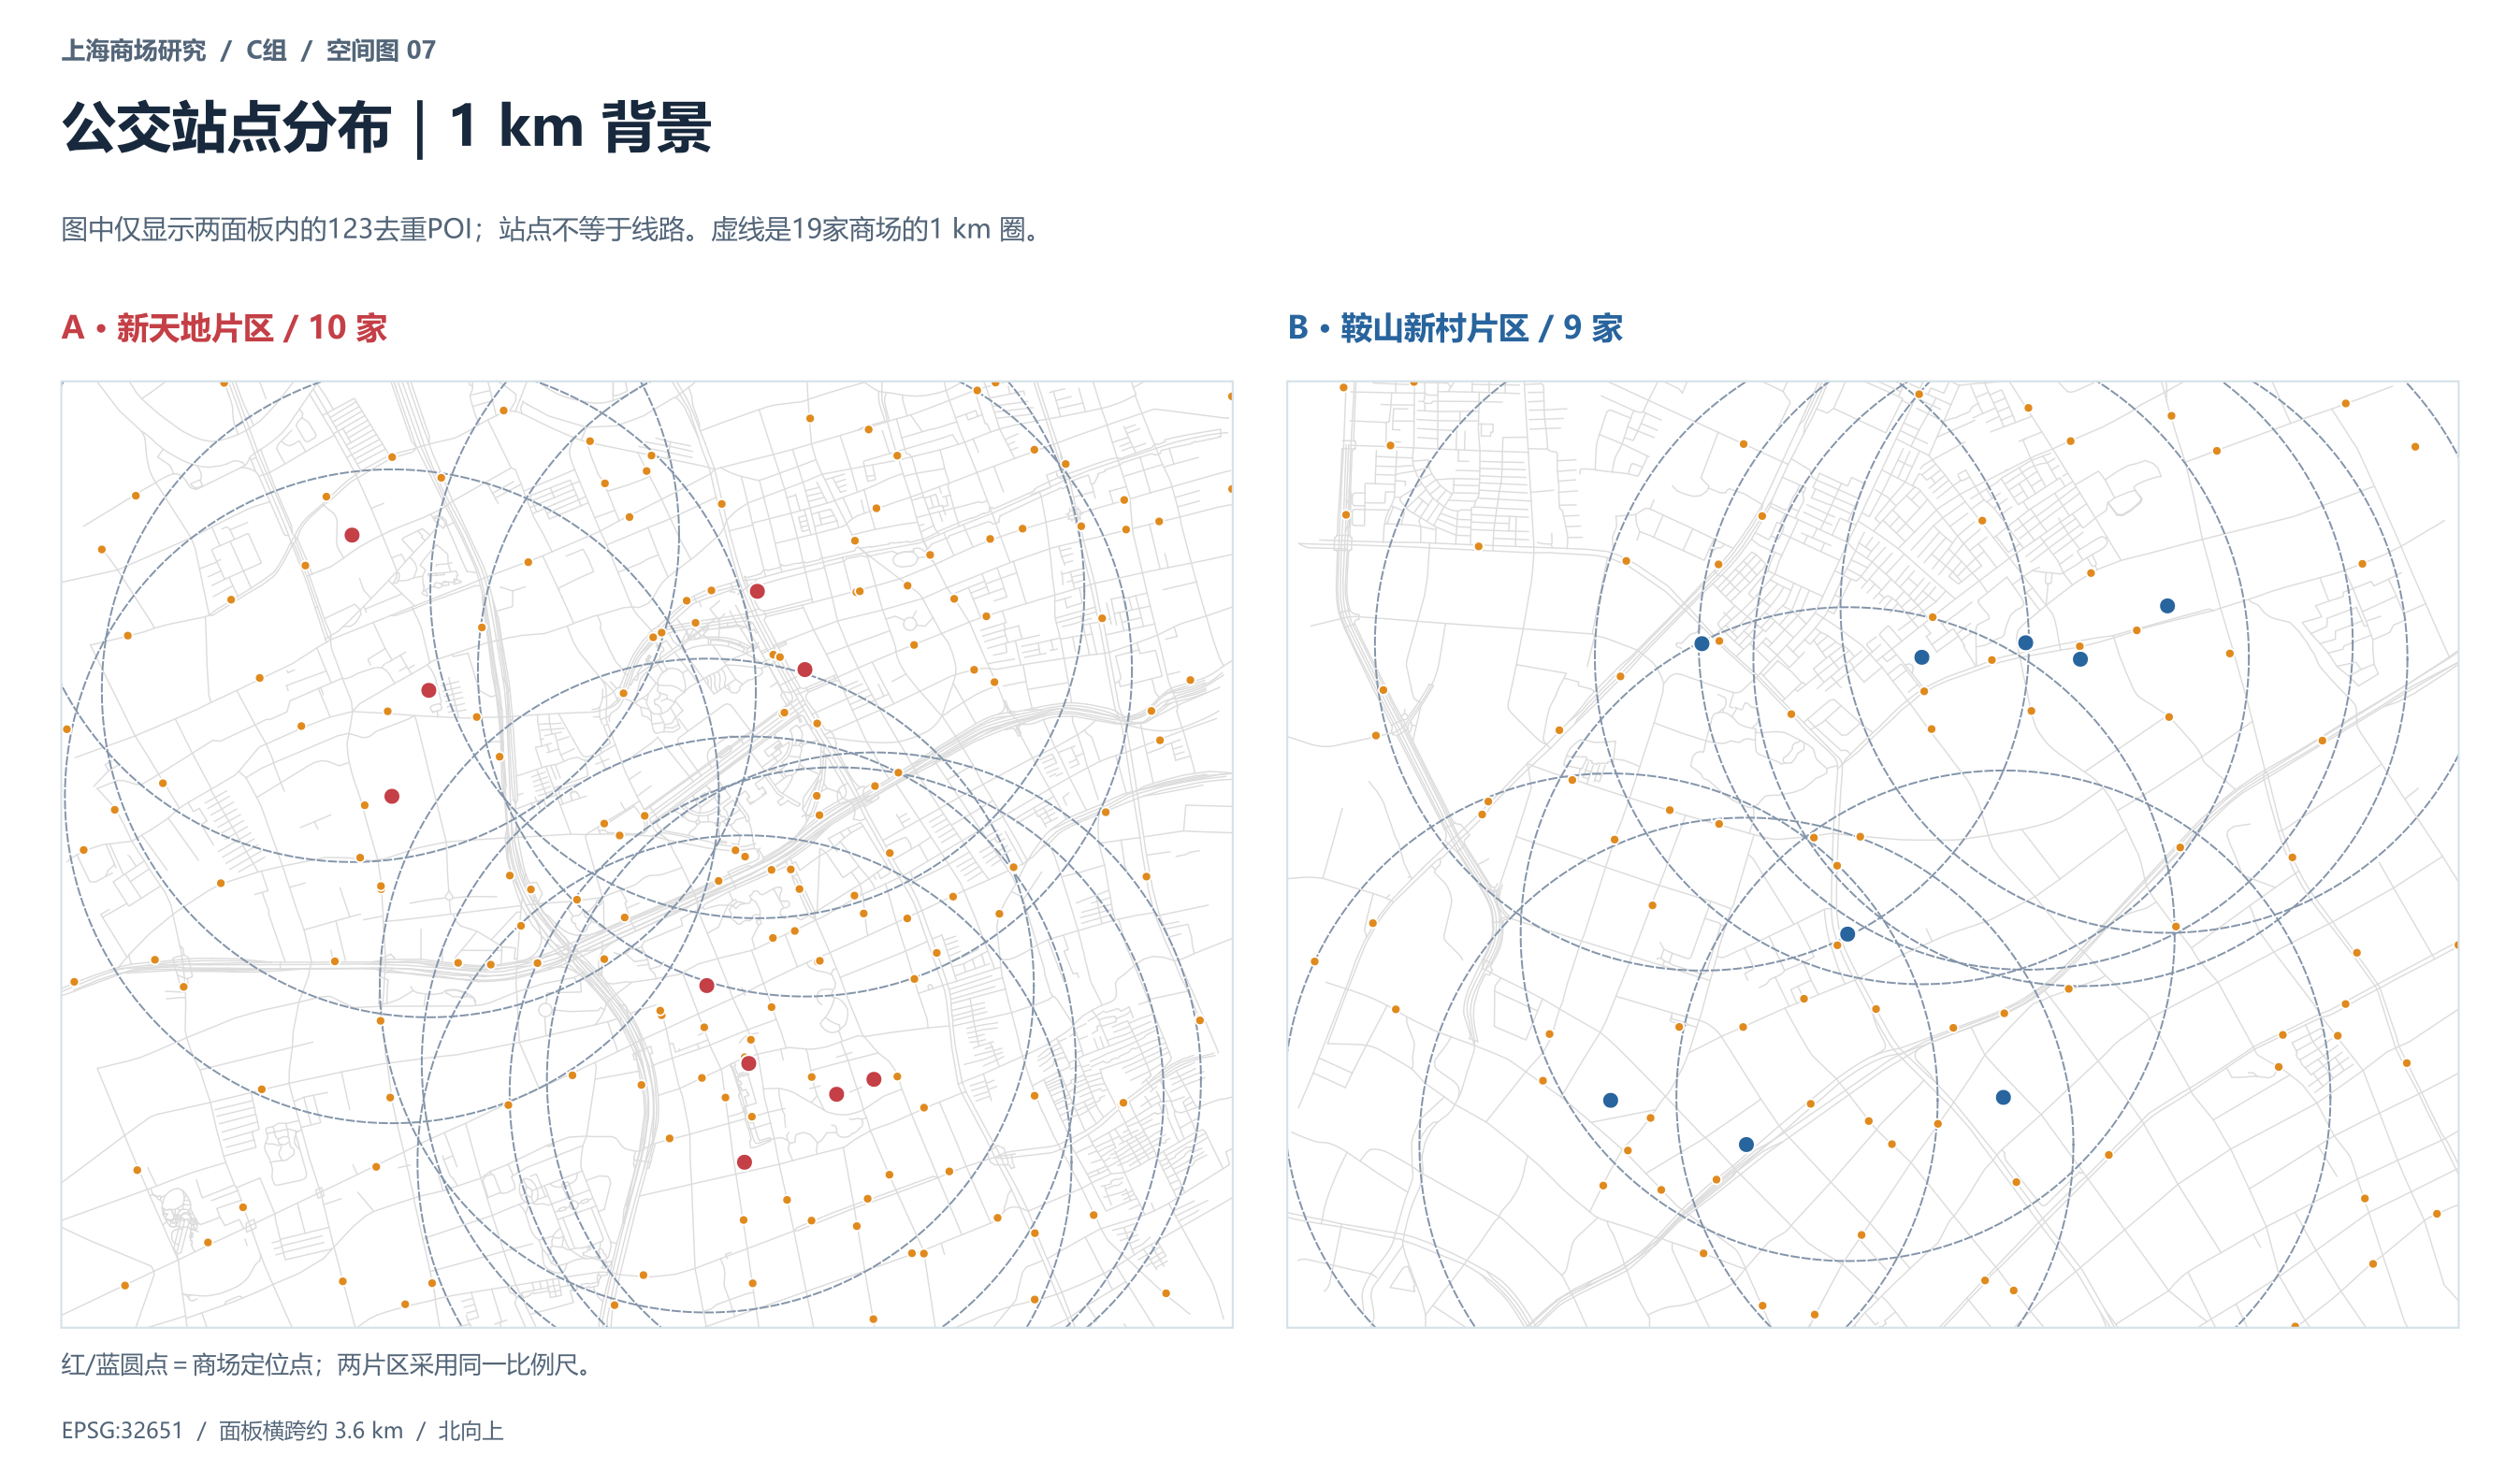 上海商场研究 / C组 / 空间图 07
公交站点分布 | 1 km 背景
图中仅显示两面板内的123去重POI；站点不等于线路。虚线是19家商场的1 km 圈。
A · 新天地片区 / 10 家
B · 鞍山新村片区 / 9 家
红/蓝圆点 = 商场定位点；两片区采用同一比例尺。
EPSG:32651 / 面板横跨约 3.6 km / 北向上